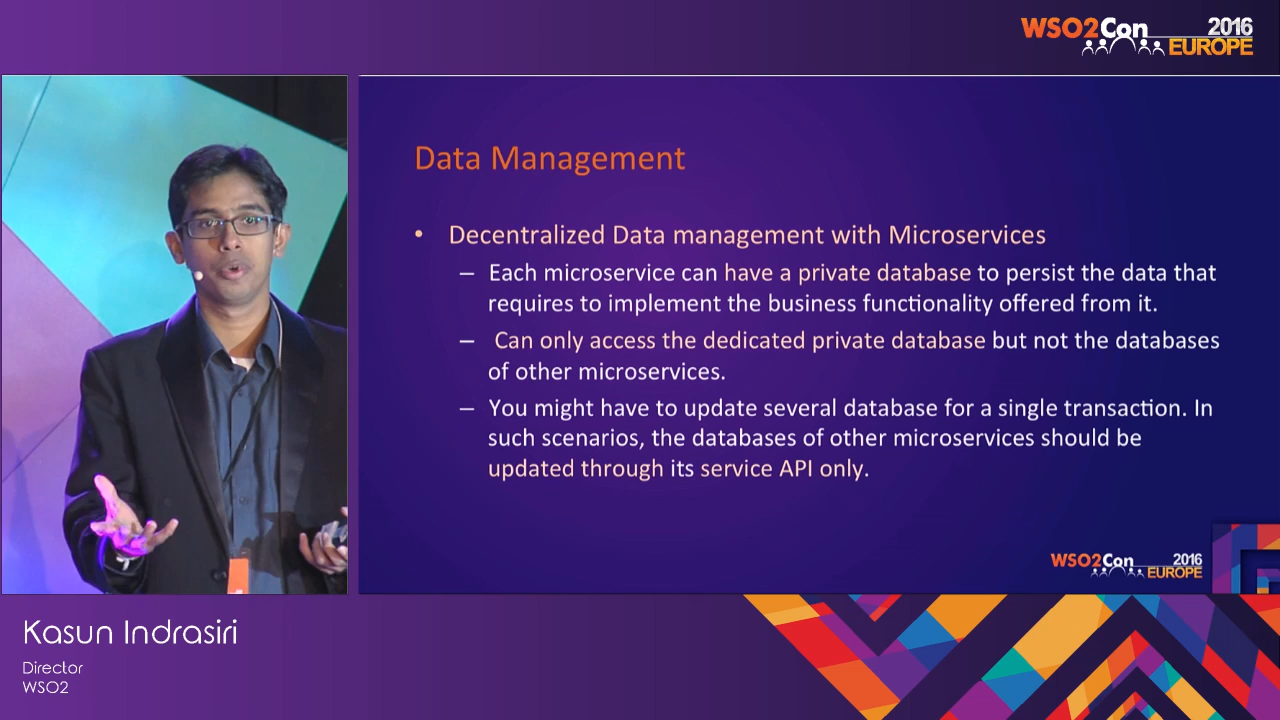 WSO2Con 2016
EUROPE
Data Management
• Decentralized Data management with Microservices
– Each microservice can have a private database to persist the data that
requires to implement the business functionality offered from it.
– Can only access the dedicated private database but not the databases
of other microservices.
– You might have to update several database for a single transaction. In
such scenarios, the databases of other microservices should be
updated through its service API only.
WSO2Con 2016
EUROPE
Kasun Indrasiri
Director
WSO2